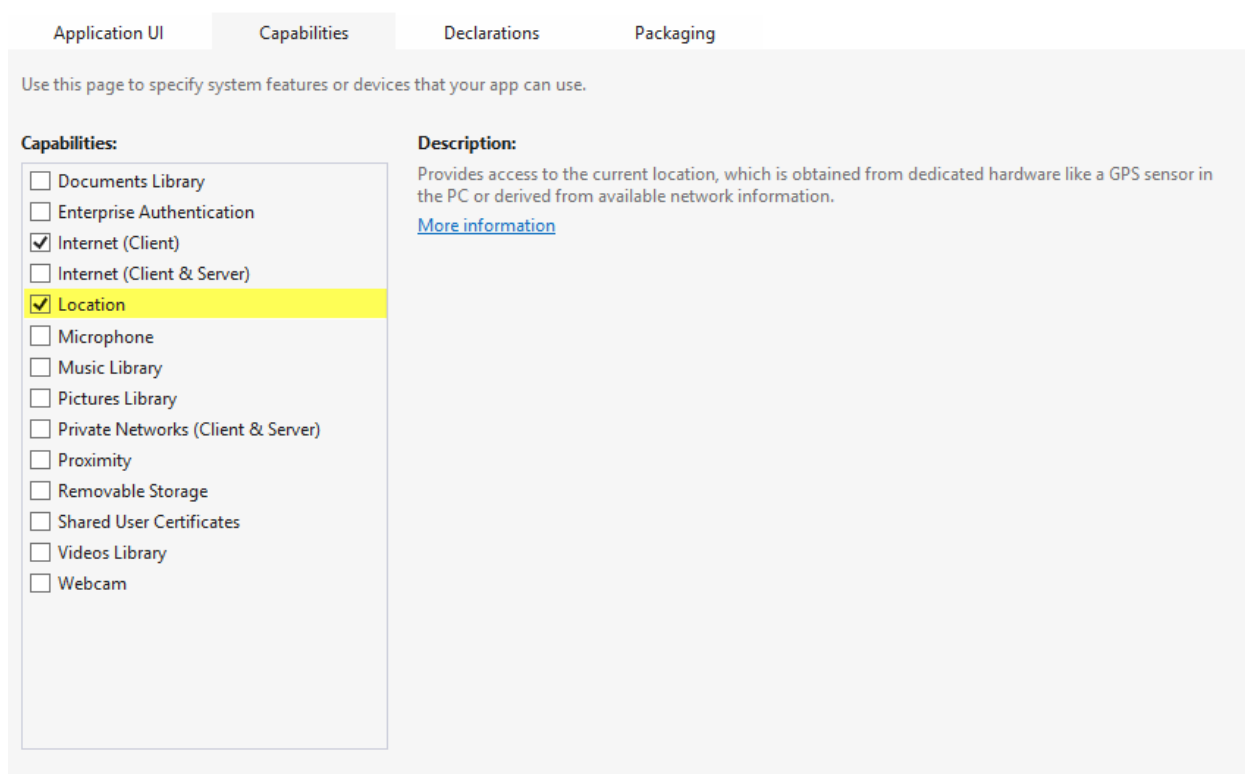 Application UI Capabilities Declarations Packaging
Use this page to specify system features or devices that your app can use.
Capabilities:
Documents Library
Enterprise Authentication
Internet (Client)
Internet (Client & Server)
Location
Microphone
Music Library
Pictures Library
Private Networks (Client & Server)
Proximity
Removable Storage
Shared User Certificates
Videos Library
Webcam
Description:
Provides access to the current location, which is obtained from dedicated hardware like a GPS sensor in
the PC or derived from available network information.
More information